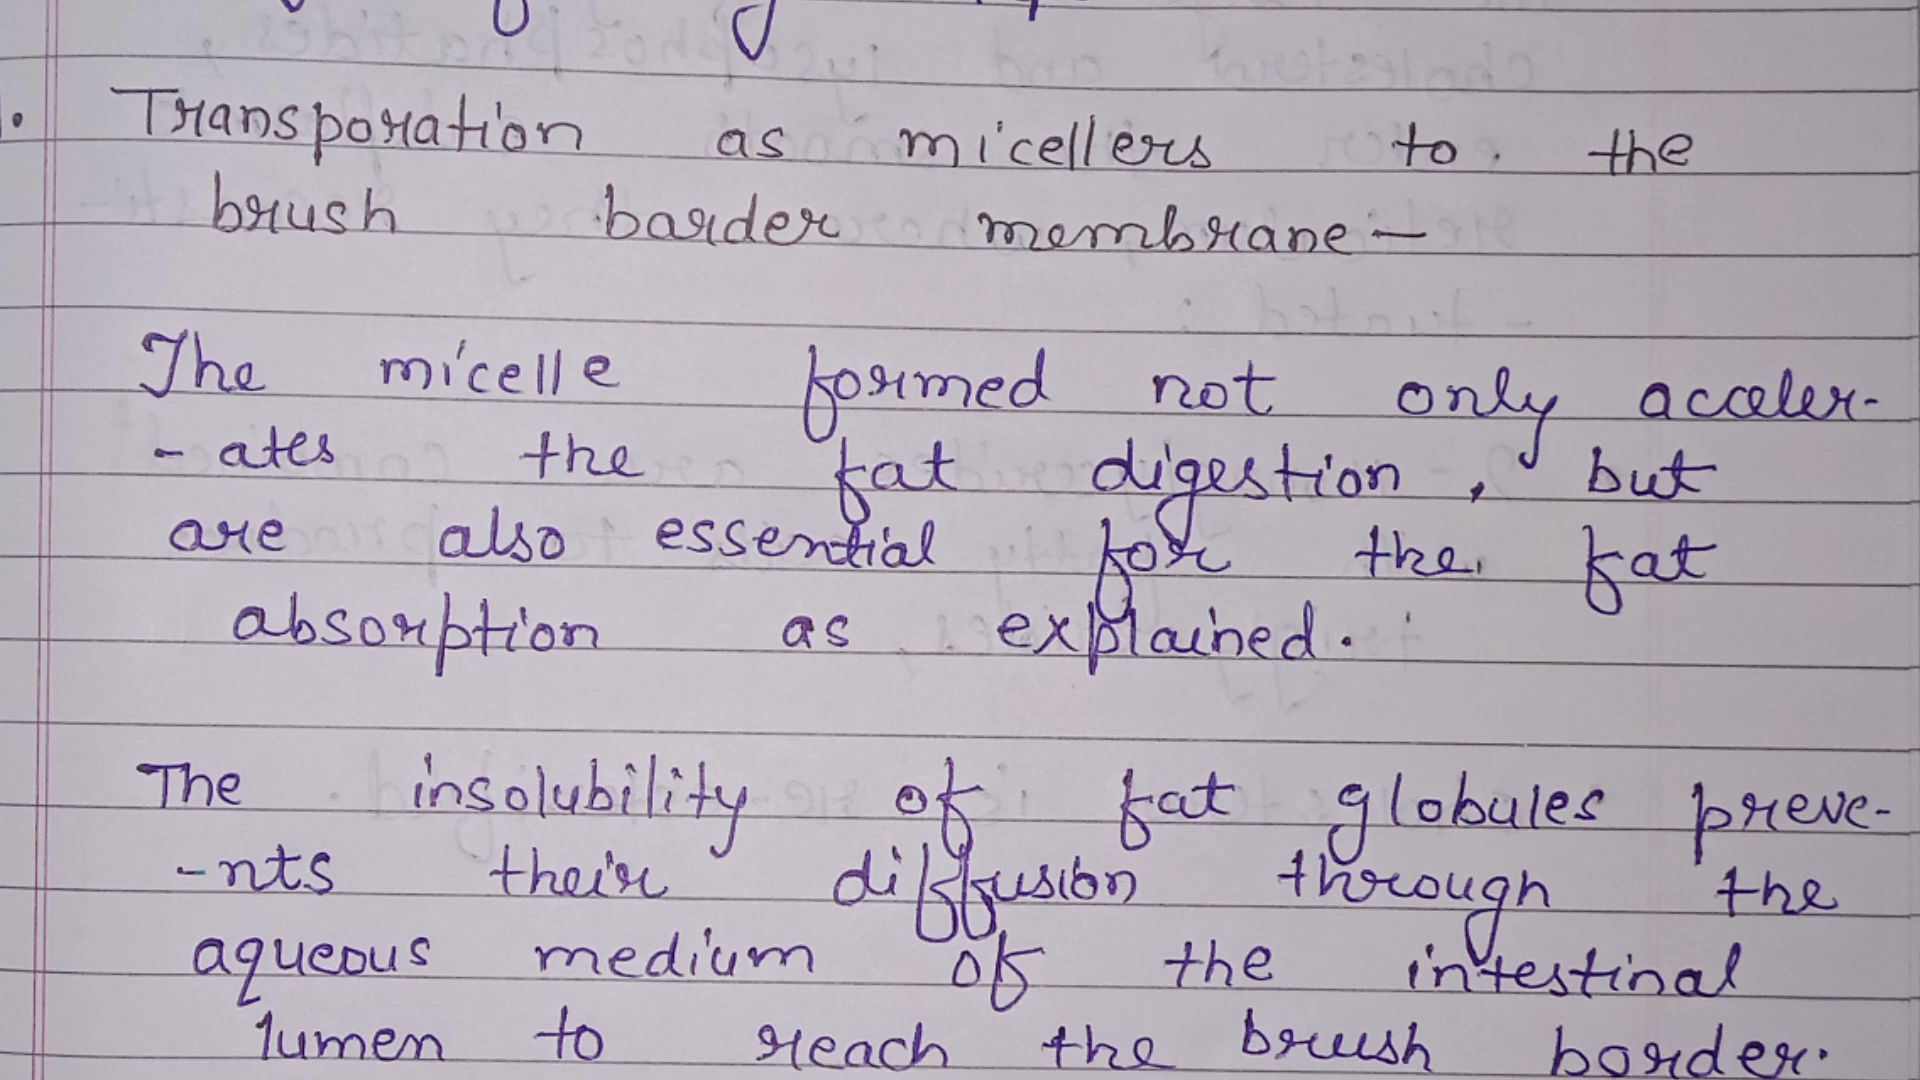 . Transporation as micellers to the
brush barder membrane -
The micelle formed not only acceler-
- ates the fat digestion, but
are also essential for the fat
absorption as explained.
The insolubility of fat globules preve-
- nts their diffusion through the
aqueous medium of the intestinal
lumen to reach the brush border.